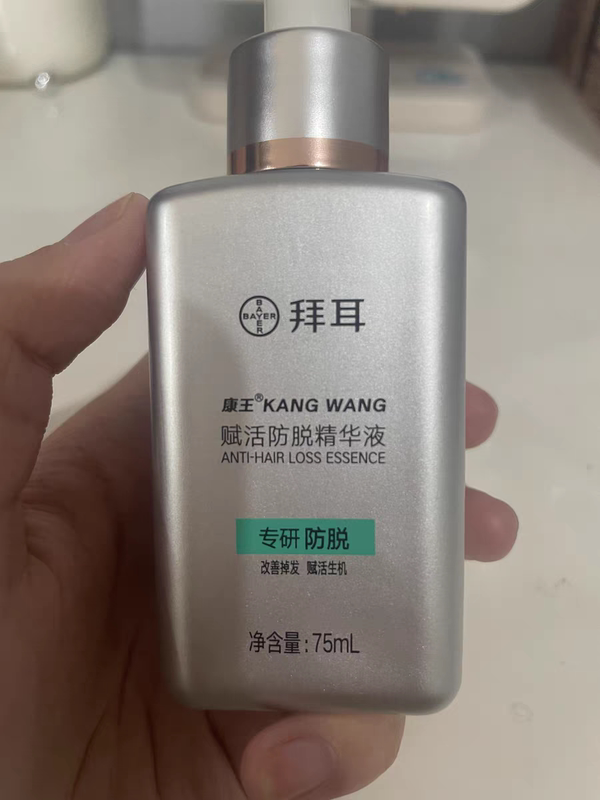 BAYER
BAYER 拜耳
康王®KANG WANG
赋活防脱精华液
ANTI-HAIR LOSS ESSENCE
专研 防脱
改善掉发 赋活生机
净含量:75mL